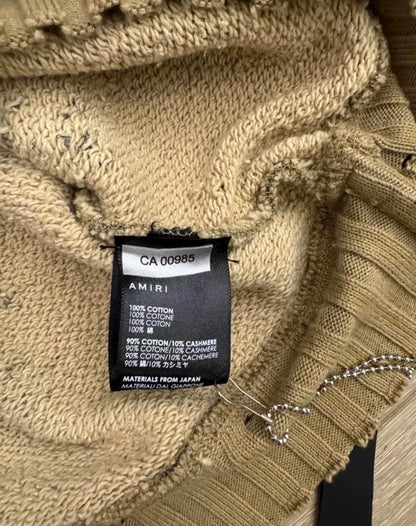 CA 00985
AMIRI
100% COTTON
100% COTONE
100% COTON
100% 綿
90% COTTON/10% CASHMERE
90% COTONE/10% CASHMERE
90% COTON/10% CACHEMERE
90% 綿/10% カシミヤ
MATERIALS FROM JAPAN
MATERIALI DAL GIAPPONE